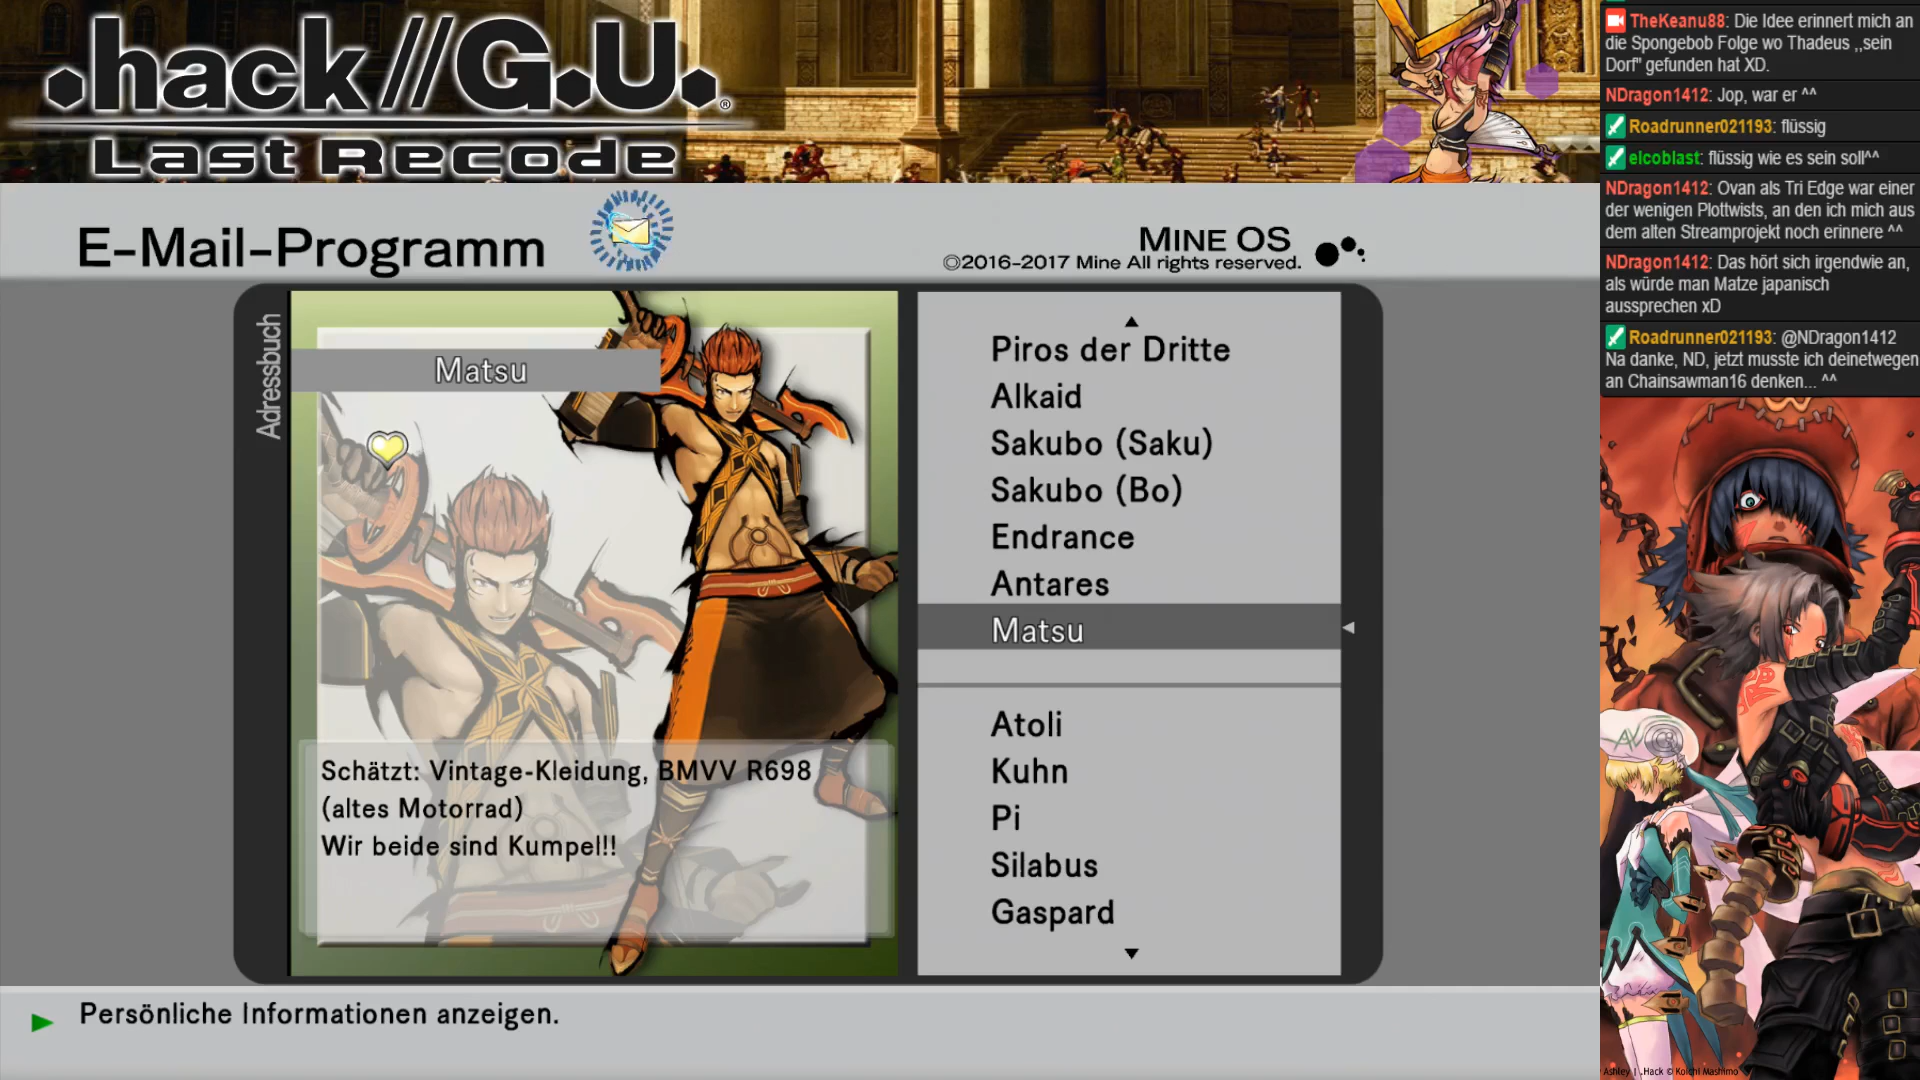 .hack//G.U.®
Last Recode
E-Mail-Programm
MINE OS
©2016-2017 Mine All rights reserved.
Adressbuch
Matsu
Schätzt: Vintage-Kleidung, BMVV R698
(altes Motorrad)
Wir beide sind Kumpel!!
Piros der Dritte
Alkaid
Sakubo (Saku)
Sakubo (Bo)
Endrance
Antares
Matsu
Atoli
Kuhn
Pi
Silabus
Gaspard
Persönliche Informationen anzeigen.
TheKeanu88: Die Idee erinnert mich an
die Spongebob Folge wo Thadeus ,,sein
Dorf" gefunden hat XD.
NDragon1412: Jop, war er ^^
Roadrunner021193: flüssig
elcoblast: flüssig wie es sein soll^^
NDragon1412: Ovan als Tri Edge war einer
der wenigen Plottwists, an den ich mich aus
dem alten Streamprojekt noch erinnere ^^
NDragon1412: Das hört sich irgendwie an,
als würde man Matze japanisch
aussprechen xD
Roadrunner021193: @NDragon1412
Na danke, ND, jetzt musste ich deinetwegen
an Chainsawman16 denken... ^^
Ashley | .Hack © Koichi Mashimo